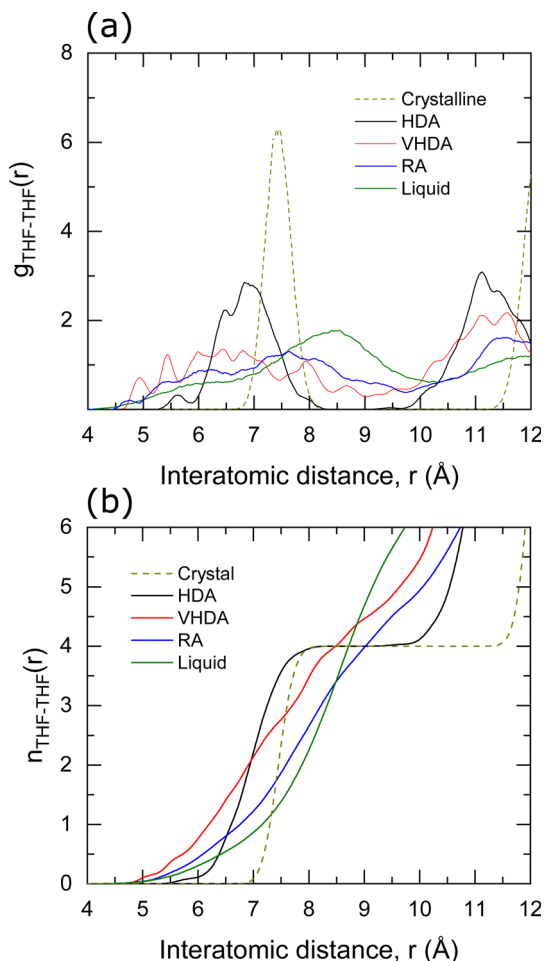 (a)
8
6
4
2
g_THF-THF(r)
Crystalline
HDA
VHDA
RA
Liquid
4 5 6 7 8 9 10 11 12
Interatomic distance, r (Å)
(b)
6
5
4
3
2
1
0
n_THF-THF(r)
Crystal
HDA
VHDA
RA
Liquid
4 5 6 7 8 9 10 11 12
Interatomic distance, r (Å)